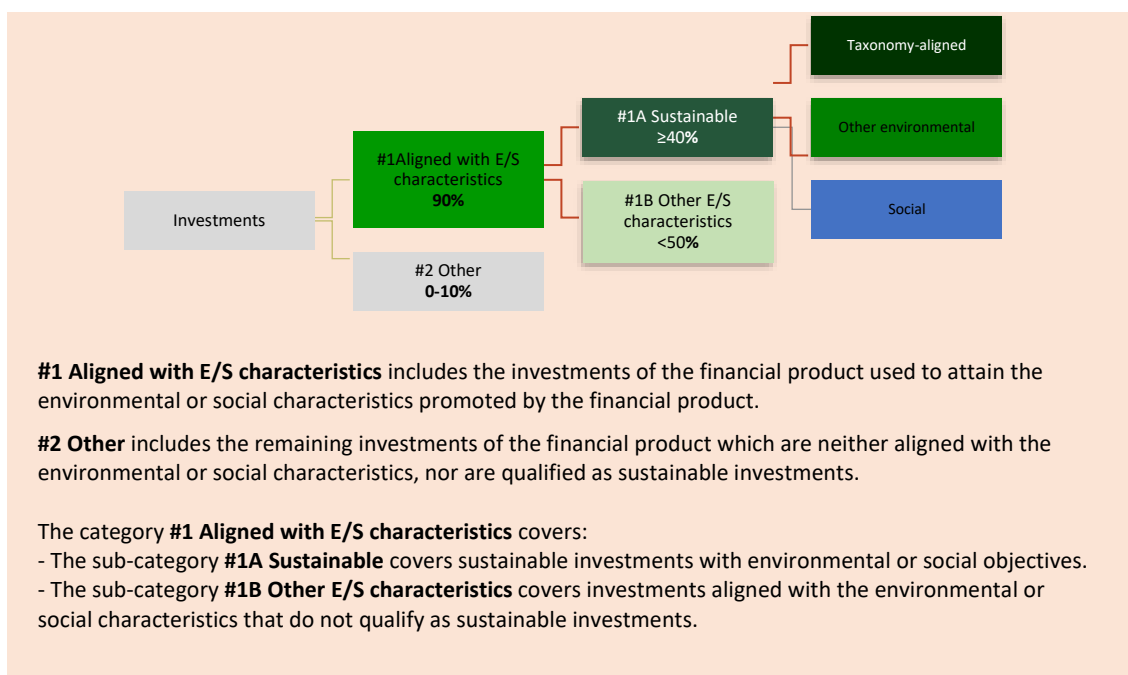 Taxonomy-aligned
#1A Sustainable
≥40%
Other environmental
#1Aligned with E/S
characteristics
90%
#1B Other E/S
characteristics
<50%
Investments
Social
#2 Other
0-10%
#1 Aligned with E/S characteristics includes the investments of the financial product used to attain the
environmental or social characteristics promoted by the financial product.
#2 Other includes the remaining investments of the financial product which are neither aligned with the
environmental or social characteristics, nor are qualified as sustainable investments.
The category #1 Aligned with E/S characteristics covers:
- The sub-category #1A Sustainable covers sustainable investments with environmental or social objectives.
- The sub-category #1B Other E/S characteristics covers investments aligned with the environmental or
social characteristics that do not qualify as sustainable investments.